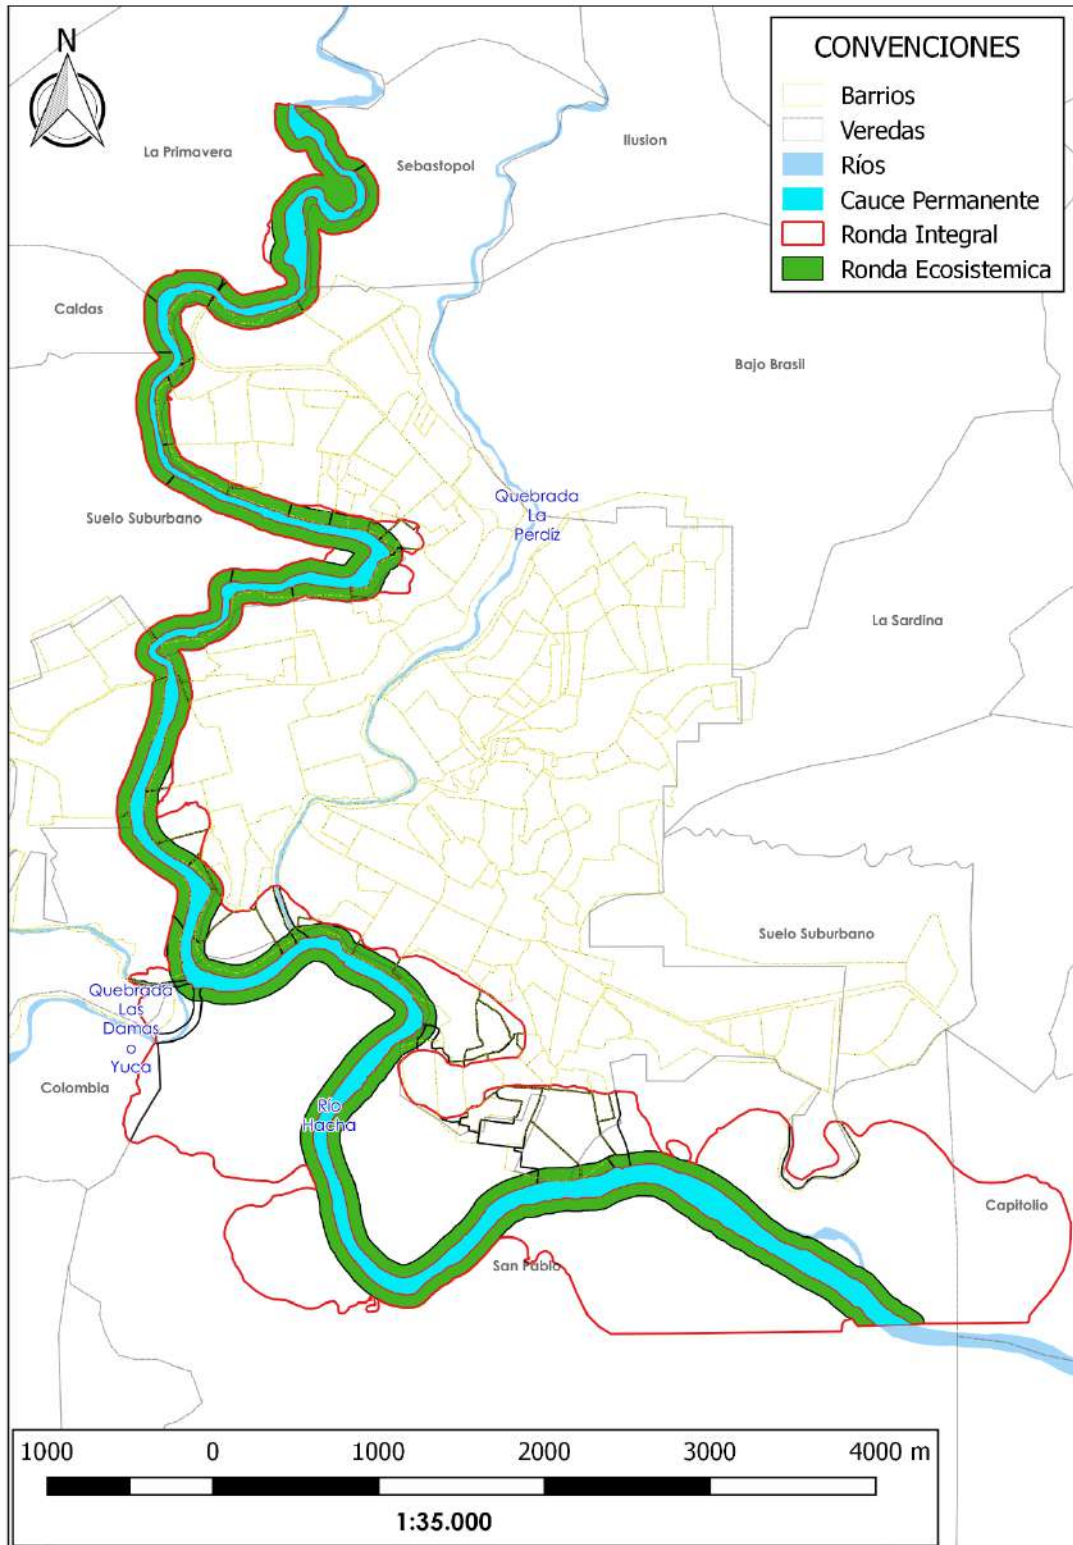 N
CONVENCIONES
Barrios
Veredas
Ríos
Cauce Permanente
Ronda Integral
Ronda Ecosistemica
La Primavera
Sebastopol
Ilusion
Caldas
Bajo Brasil
Quebrada
La
Perdíz
Suelo Suburbano
La Sardina
Suelo Suburbano
Quebrada
Las
Damas
o
Yuca
Colombia
Río
Hacha
Capitolio
San Pablo
1000 0 1000 2000 3000 4000 m
1:35.000